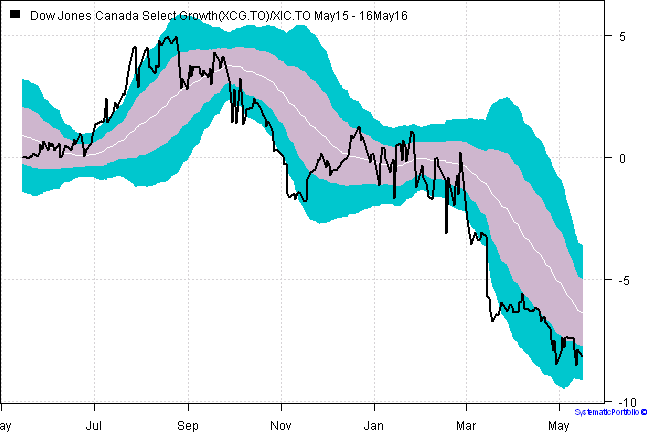 Dow Jones Canada Select Growth(XCG.TO)/XIC.TO May15 - 16May16
5
0
-5
-10
ay Jul Sep Nov Jan Mar May
SystematicPortfolio ©